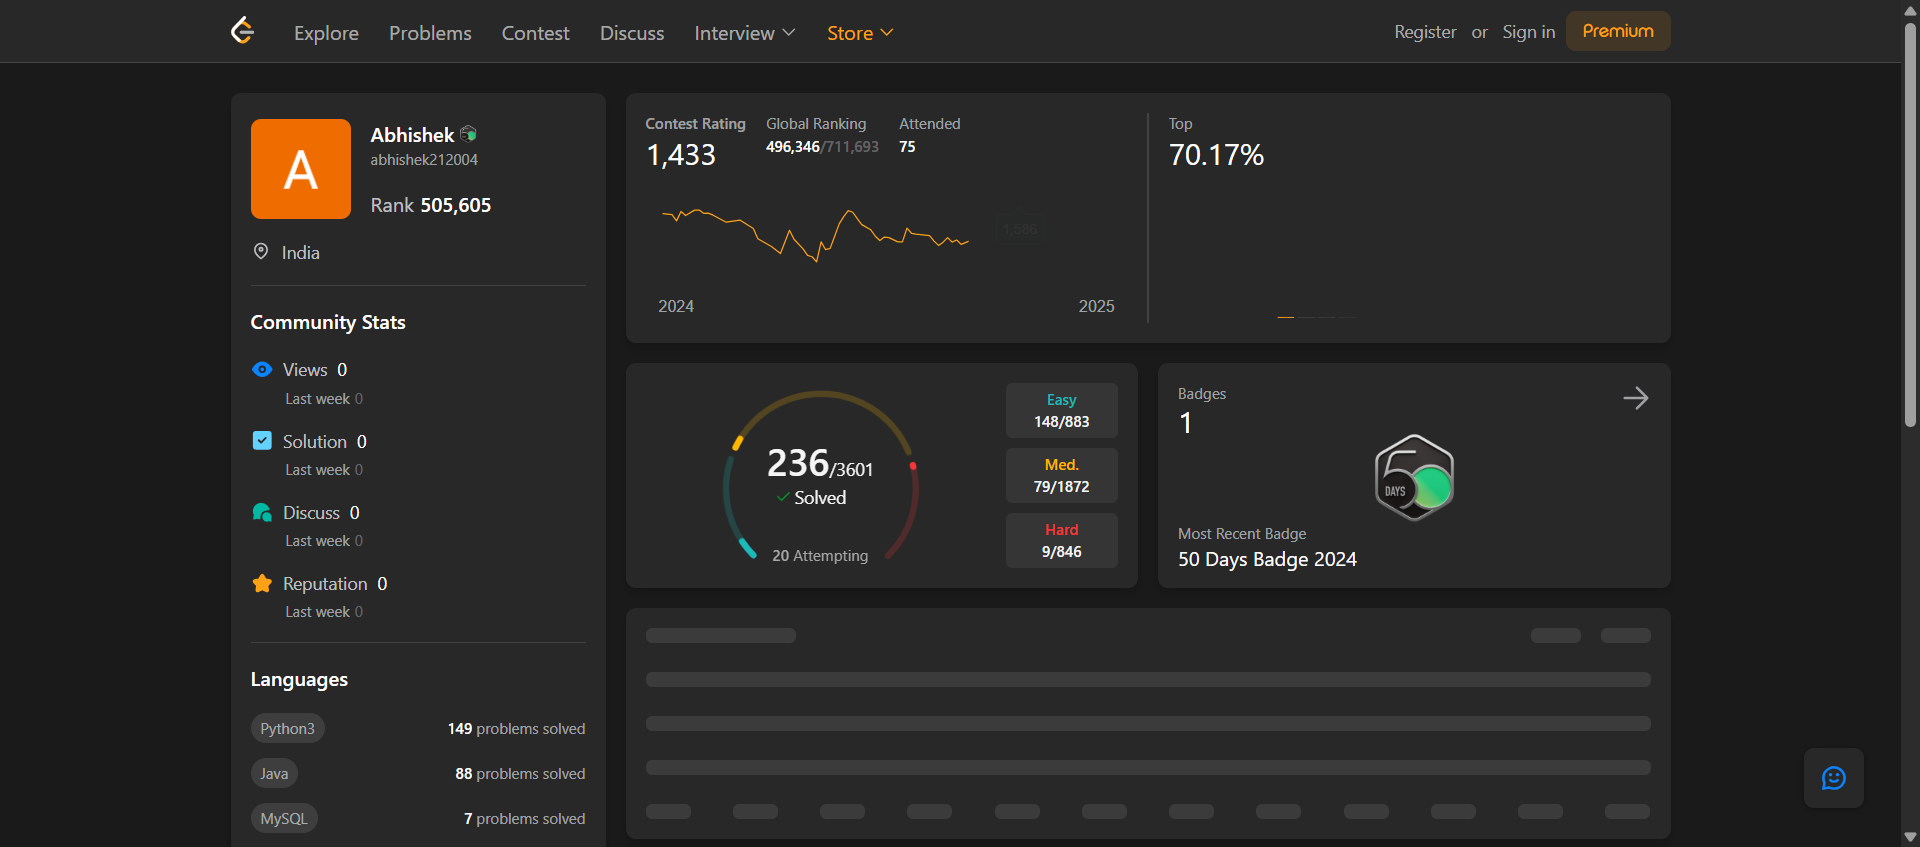 Explore Problems Contest Discuss Interview Store
Register or Sign in Premium
A
Abhishek
abhishek212004
Rank 505,605
India
Community Stats
Views 0
Last week 0
Solution 0
Last week 0
Discuss 0
Last week 0
Reputation 0
Last week 0
Languages
Python3 149 problems solved
Java 88 problems solved
MySQL 7 problems solved
Contest Rating
1,433
Global Ranking
496,346/711,693
Attended
75
1,586
2024 2025
Top
70.17%
236/3601
Solved
20 Attempting
Easy
148/883
Med.
79/1872
Hard
9/846
Badges
1
50
DAYS
Most Recent Badge
50 Days Badge 2024